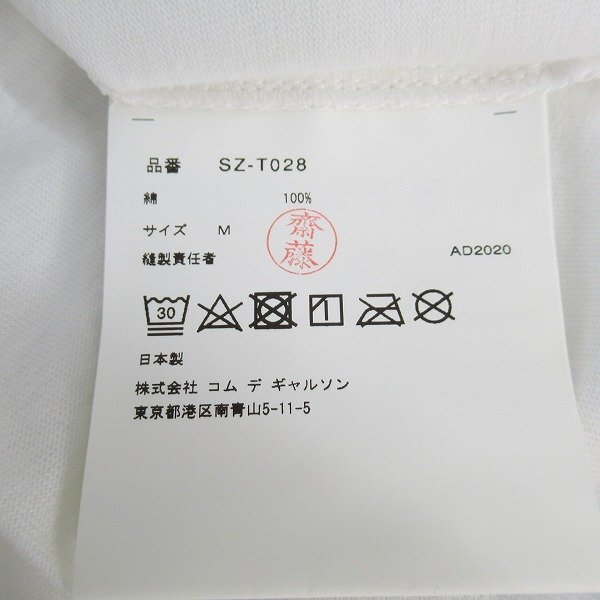 品番 SZ-T028
綿 100%
サイズ M
齋藤
縫製責任者 AD2020
30
日本製
株式会社 コム デ ギャルソン
東京都港区南青山5-11-5